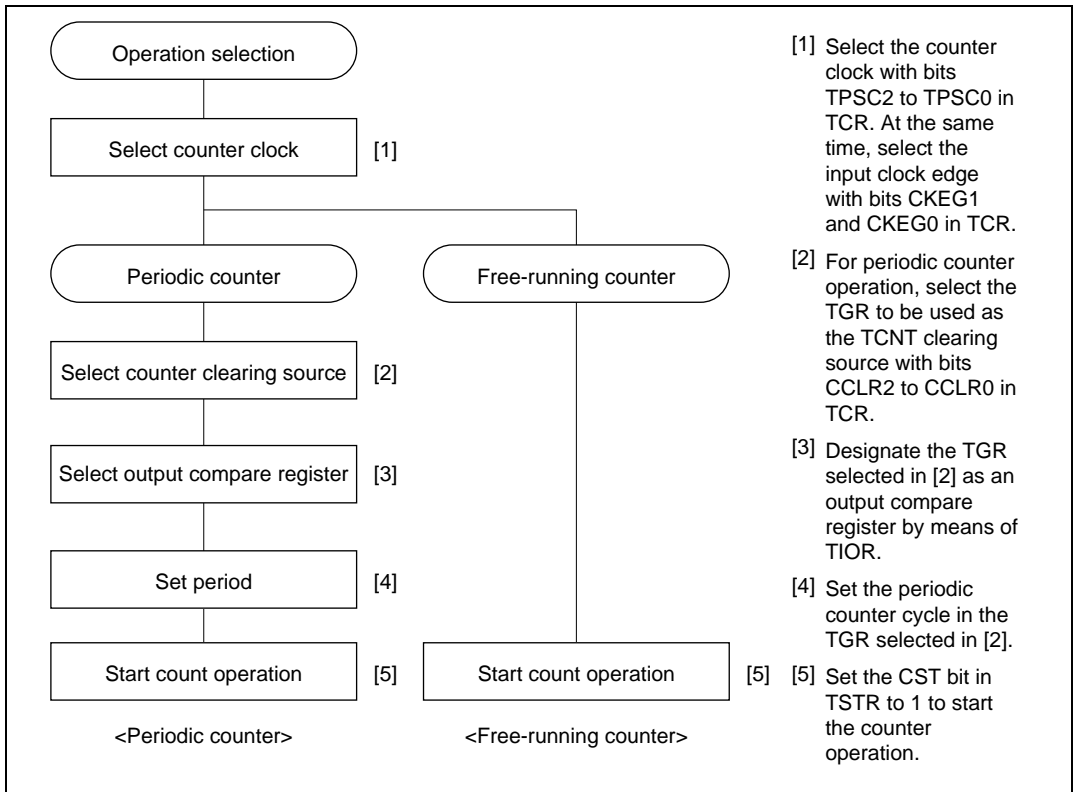 Operation selection
Select counter clock [1]
Periodic counter
Free-running counter
Select counter clearing source [2]
Select output compare register [3]
Set period [4]
Start count operation [5]
Start count operation [5]
<Periodic counter>
<Free-running counter>
[1] Select the counter
clock with bits
TPSC2 to TPSC0 in
TCR. At the same
time, select the
input clock edge
with bits CKEG1
and CKEG0 in TCR.
[2] For periodic counter
operation, select the
TGR to be used as
the TCNT clearing
source with bits
CCLR2 to CCLR0 in
TCR.
[3] Designate the TGR
selected in [2] as an
output compare
register by means of
TIOR.
[4] Set the periodic
counter cycle in the
TGR selected in [2].
[5] Set the CST bit in
TSTR to 1 to start
the counter
operation.